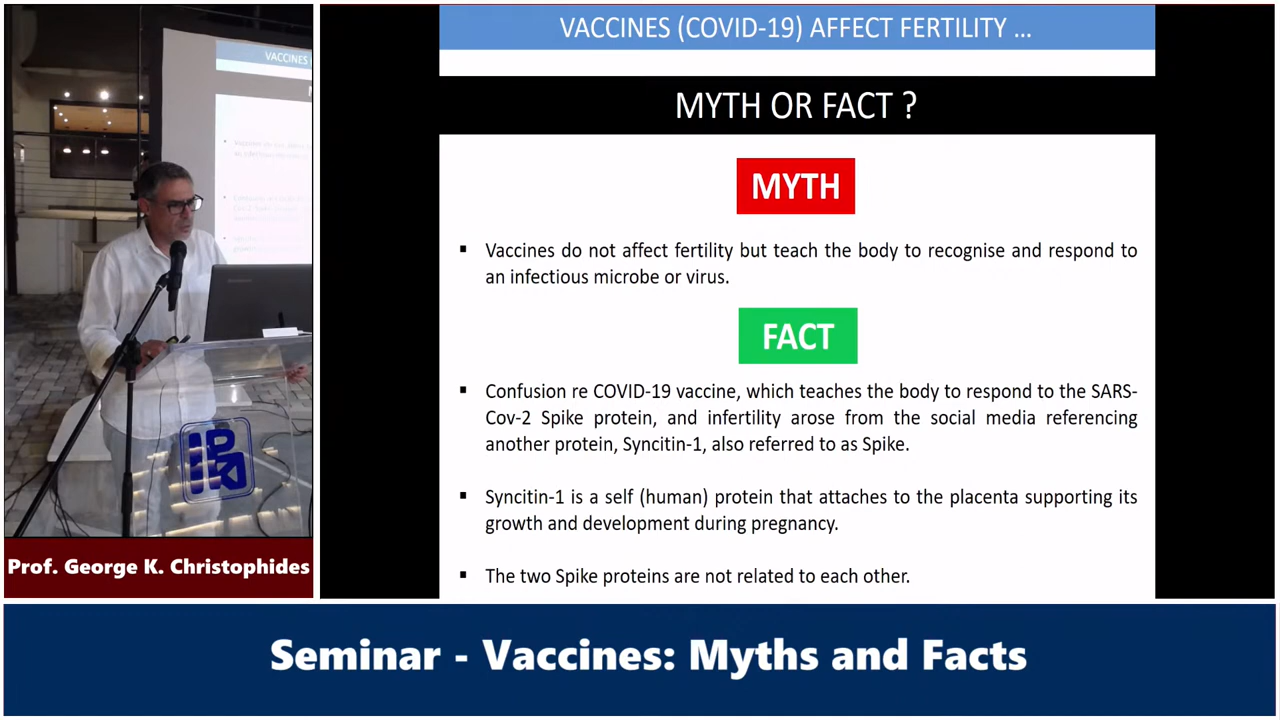 VACCINES (COVID-19) AFFECT FERTILITY ...
MYTH OR FACT ?
MYTH
▪ Vaccines do not affect fertility but teach the body to recognise and respond to
an infectious microbe or virus.
FACT
▪ Confusion re COVID-19 vaccine, which teaches the body to respond to the SARS-
Cov-2 Spike protein, and infertility arose from the social media referencing
another protein, Syncitin-1, also referred to as Spike.
▪ Syncitin-1 is a self (human) protein that attaches to the placenta supporting its
growth and development during pregnancy.
▪ The two Spike proteins are not related to each other.
VACCINES
Prof. George K. Christophides
Seminar - Vaccines: Myths and Facts